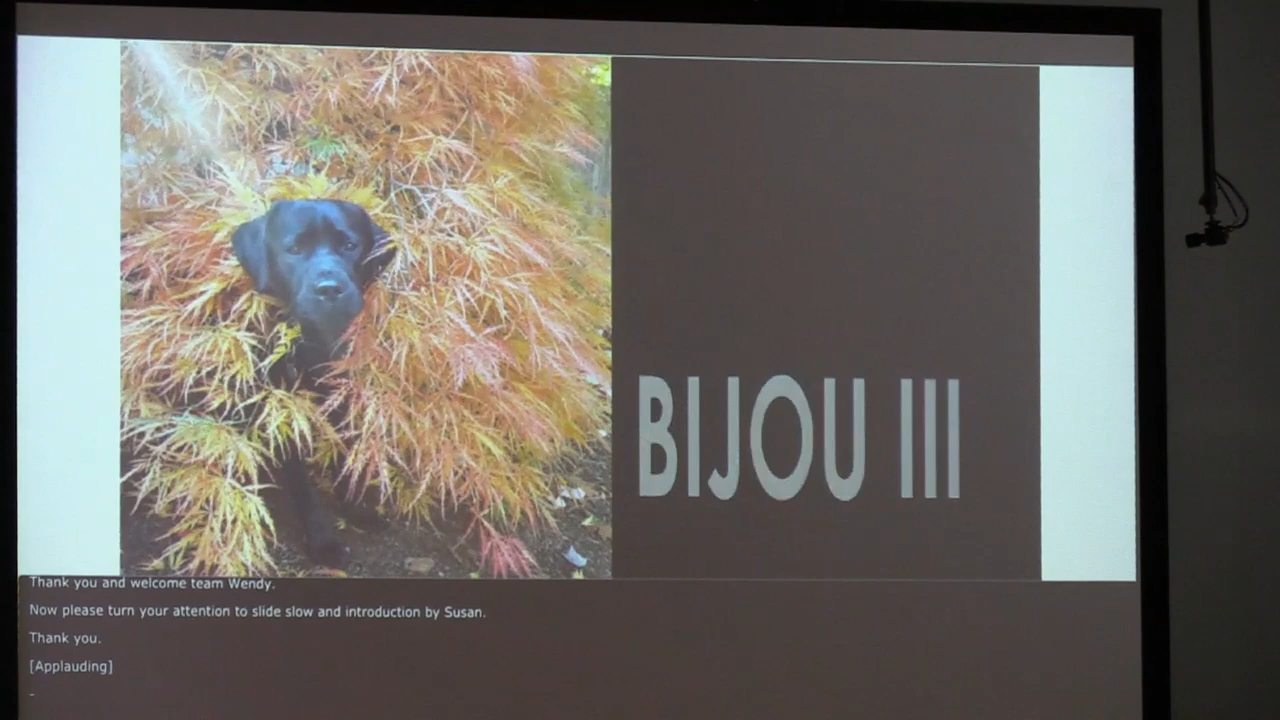 BIJOU III
Thank you and welcome team Wendy.
Now please turn your attention to slide slow and introduction by Susan.
Thank you.
[Applauding]
-